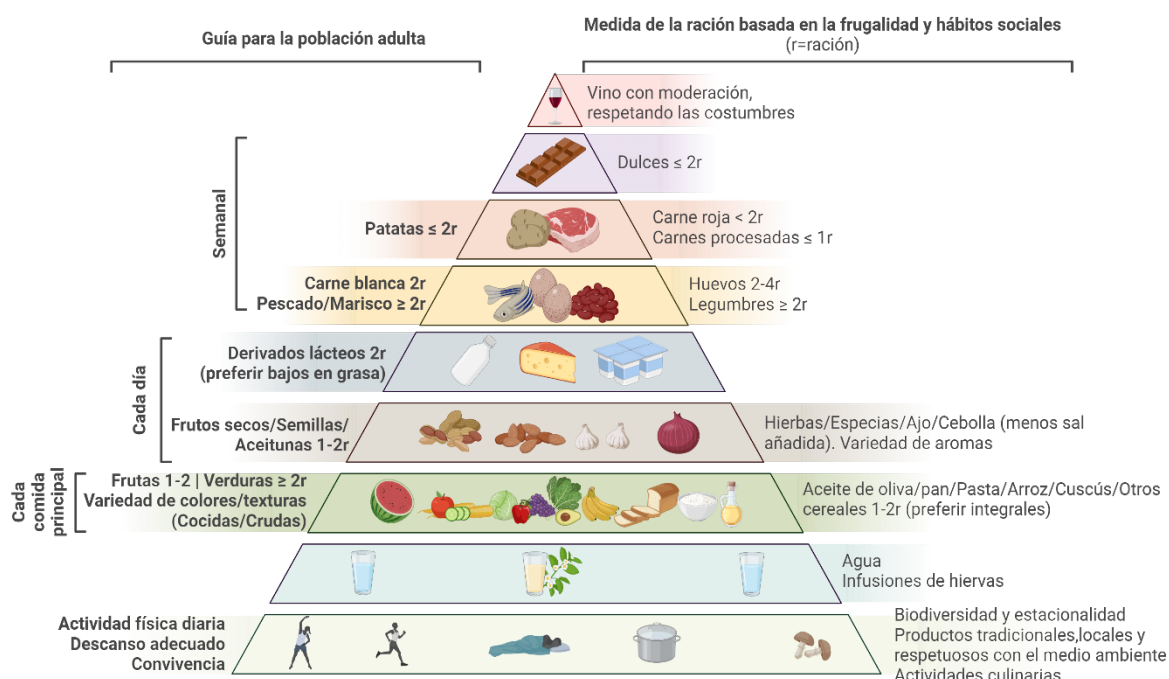 Guía para la población adulta
Medida de la ración basada en la frugalidad y hábitos sociales
(r=ración)
Vino con moderación,
respetando las costumbres
Semanal
Dulces ≤ 2r
Patatas ≤ 2r
Carne roja < 2r
Carnes procesadas ≤ 1r
Carne blanca 2r
Pescado/Marisco ≥ 2r
Huevos 2-4r
Legumbres ≥ 2r
Cada día
Derivados lácteos 2r
(preferir bajos en grasa)
Frutos secos/Semillas/
Aceitunas 1-2r
Hierbas/Especias/Ajo/Cebolla (menos sal
añadida). Variedad de aromas
Cada
comida
principal
Frutas 1-2 | Verduras ≥ 2r
Variedad de colores/texturas
(Cocidas/Crudas)
Aceite de oliva/pan/Pasta/Arroz/Cuscús/Otros
cereales 1-2r (preferir integrales)
Agua
Infusiones de hiervas
Actividad física diaria
Descanso adecuado
Convivencia
Biodiversidad y estacionalidad
Productos tradicionales,locales y
respetuosos con el medio ambiente
Actividades culinarias